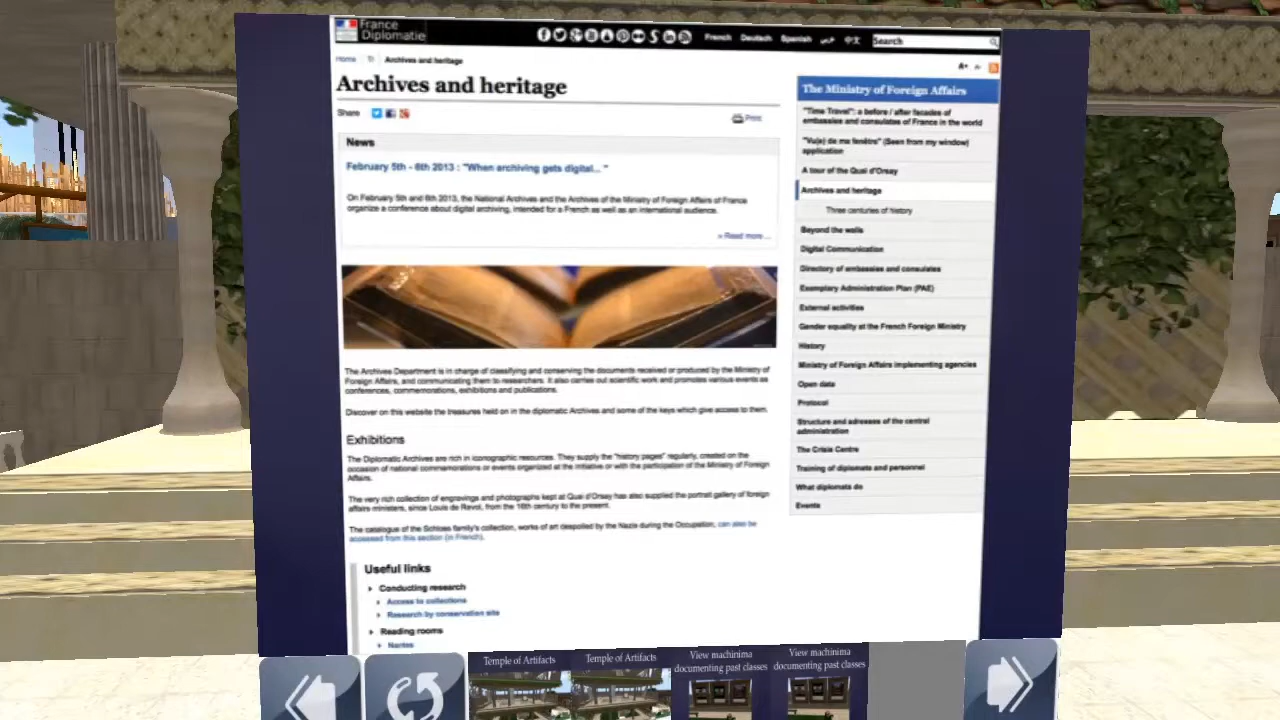 France
Diplomatie
French Deutsch Spanish عربي 中文 Search
Home Archives and heritage
A+ A-
Archives and heritage
Share
Print
News
February 5th - 6th 2013 : "When archiving gets digital... "
On February 5th and 6th 2013, the National Archives and the Archives of the Ministry of Foreign Affairs of France
organize a conference about digital archiving, intended for a French as well as an international audience.
» Read more ...
The Archives Department is in charge of classifying and conserving the documents received or produced by the Ministry of
Foreign Affairs, and communicating them to researchers. It also carries out scientific work and promotes various events as
conferences, commemorations, exhibitions and publications.
Discover on this website the treasures held on in the diplomatic Archives and some of the keys which give access to them.
Exhibitions
The Diplomatic Archives are rich in iconographic resources. They supply the "history pages" regularly, created on the
occasion of national commemorations or events organized at the initiative or with the participation of the Ministry of Foreign
Affairs.
The very rich collection of engravings and photographs kept at Quai d'Orsay has also supplied the portrait gallery of foreign
affairs ministers, since Louis de Revol, from the 16th century to the present.
The catalogue of the Schloss family's collection, works of art despoiled by the Nazis during the Occupation, can also be
accessed from this section (in French).
Useful links
Conducting research
Access to collections
Research by conservation site
Reading rooms
Nantes
The Ministry of Foreign Affairs
"Time Travel": a before / after facades of
embassies and consulates of France in the world
"Vu(e) de ma fenêtre" (Seen from my window)
application
A tour of the Quai d'Orsay
Archives and heritage
Three centuries of history
Beyond the walls
Digital Communication
Directory of embassies and consulates
Exemplary Administration Plan (PAE)
External activities
Gender equality at the French Foreign Ministry
History
Ministry of Foreign Affairs implementing agencies
Open data
Protocol
Structure and adresses of the central
administration
The Crisis Centre
Training of diplomats and personnel
What diplomats do
Events
Temple of Artifacts
Temple of Artifacts
View machinima
documenting past classes
View machinima
documenting past classes